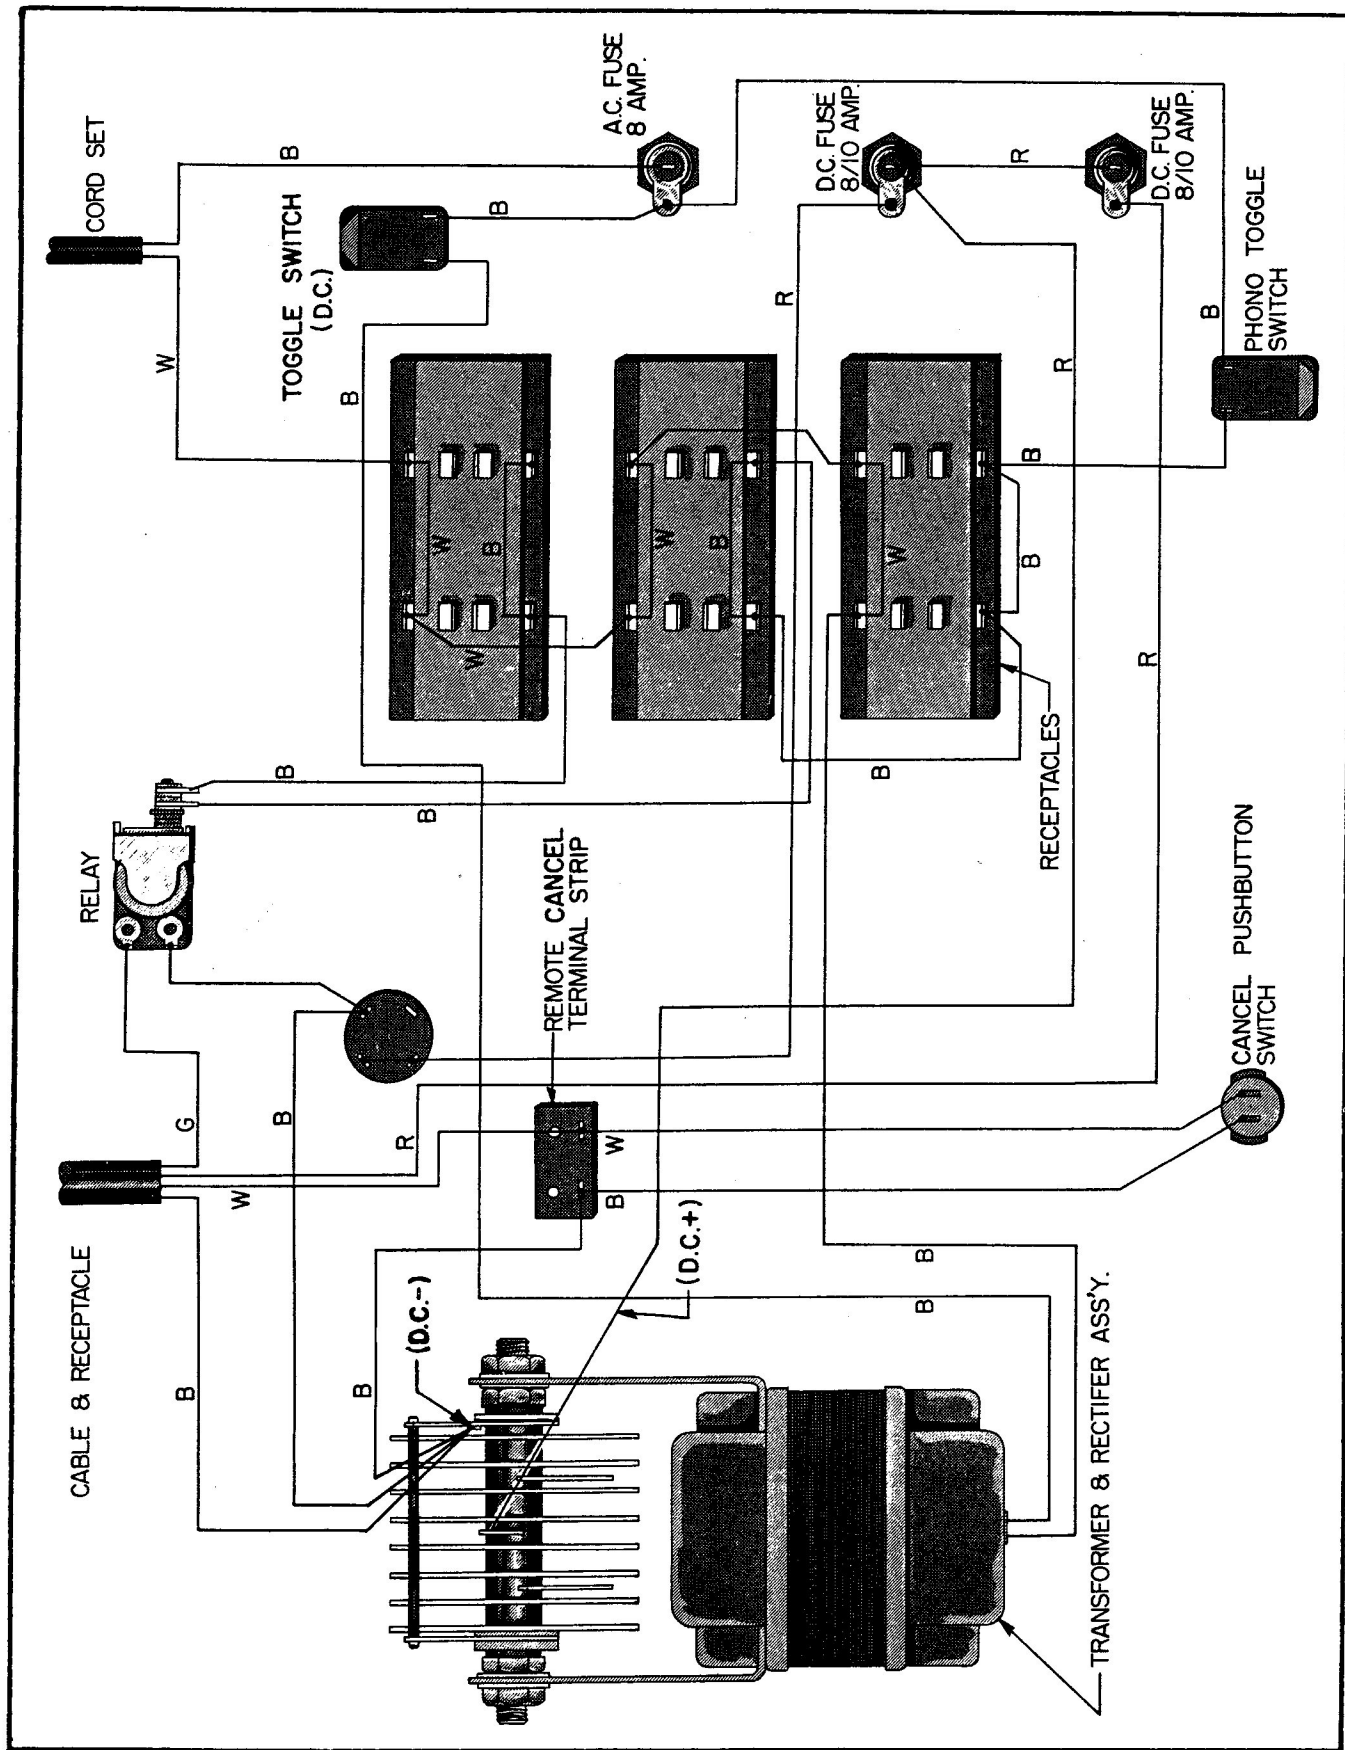 CABLE & RECEPTACLE
RELAY
CORD SET
W
B
G
B
W
B
R
B
B
TOGGLE SWITCH
(D.C.)
B
B
B
(D.C.-)
(D.C.+)
REMOTE CANCEL
TERMINAL STRIP
B
W
W
B
W
W
B
W
B
B
B
A.C. FUSE
8 AMP.
D.C. FUSE
8/10 AMP.
D.C. FUSE
8/10 AMP.
R
R
R
R
B
B
B
B
RECEPTACLES
PHONO TOGGLE
SWITCH
CANCEL PUSHBUTTON
SWITCH
TRANSFORMER & RECTIFER ASS'Y.